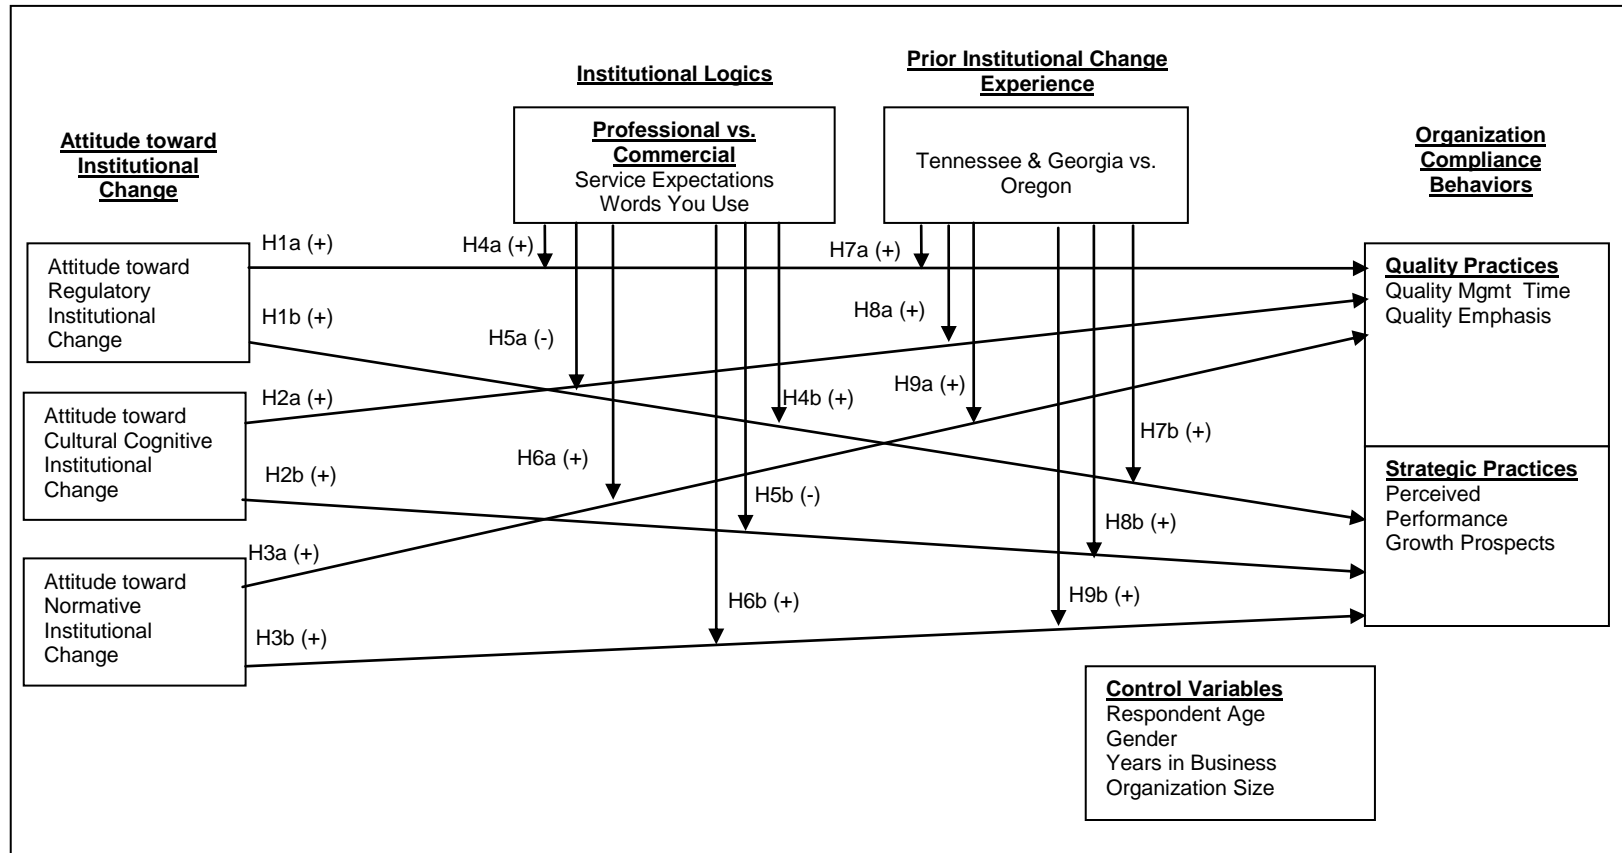 Institutional Logics
Prior Institutional Change
Experience
Attitude toward
Institutional
Change
Professional vs.
Commercial
Service Expectations
Words You Use
Tennessee & Georgia vs.
Oregon
Organization
Compliance
Behaviors
H1a (+)
H4a (+)
H7a (+)
Attitude toward
Regulatory
Institutional
Change
H1b (+)
H5a (-)
H8a (+)
Quality Practices
Quality Mgmt  Time
Quality Emphasis
H2a (+)
H4b (+)
H9a (+)
H7b (+)
Attitude toward
Cultural Cognitive
Institutional
Change
H2b (+)
H6a (+)
H5b (-)
H8b (+)
Strategic Practices
Perceived
Performance
Growth Prospects
H3a (+)
Attitude toward
Normative
Institutional
Change
H3b (+)
H6b (+)
H9b (+)
Control Variables
Respondent Age
Gender
Years in Business
Organization Size